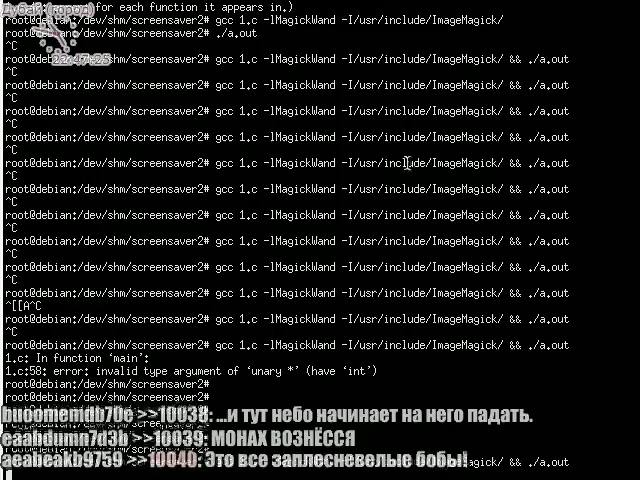 Дубай (город)
for each function it appears in.)
root@debian:/dev/shm/screensaver2# gcc 1.c -lMagickWand -I/usr/include/ImageMagick/
root@debian:/dev/shm/screensaver2# ./a.out
^C
22:47:25
root@debian:/dev/shm/screensaver2# gcc 1.c -lMagickWand -I/usr/include/ImageMagick/ && ./a.out
^C
root@debian:/dev/shm/screensaver2# gcc 1.c -lMagickWand -I/usr/include/ImageMagick/ && ./a.out
^C
root@debian:/dev/shm/screensaver2# gcc 1.c -lMagickWand -I/usr/include/ImageMagick/ && ./a.out
^C
root@debian:/dev/shm/screensaver2# gcc 1.c -lMagickWand -I/usr/include/ImageMagick/ && ./a.out
^C
root@debian:/dev/shm/screensaver2# gcc 1.c -lMagickWand -I/usr/include/ImageMagick/ && ./a.out
^C
root@debian:/dev/shm/screensaver2# gcc 1.c -lMagickWand -I/usr/include/ImageMagick/ && ./a.out
^C
root@debian:/dev/shm/screensaver2# gcc 1.c -lMagickWand -I/usr/include/ImageMagick/ && ./a.out
^C
root@debian:/dev/shm/screensaver2# gcc 1.c -lMagickWand -I/usr/include/ImageMagick/ && ./a.out
^C
root@debian:/dev/shm/screensaver2# gcc 1.c -lMagickWand -I/usr/include/ImageMagick/ && ./a.out
^C
root@debian:/dev/shm/screensaver2# gcc 1.c -lMagickWand -I/usr/include/ImageMagick/ && ./a.out
^[[A^C
root@debian:/dev/shm/screensaver2# gcc 1.c -lMagickWand -I/usr/include/ImageMagick/ && ./a.out
^C
1.c: In function ‘main’:
1.c:58: error: invalid type argument of ‘unary *’ (have ‘int’)
root@debian:/dev/shm/screensaver2#
root@debian:/dev/shm/screensaver2#
>>10038: ...и тут небо начинает на него падать.
>>10039: МОНАХ ВОЗНЁССЯ
aeabeakb9759 >>10040: Это все заплесневелые бобы!
ImageMagick/ && ./a.out